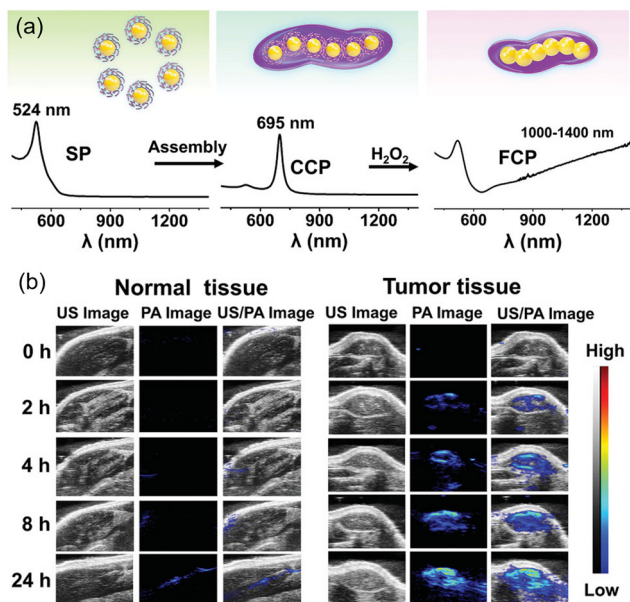 (a)
524 nm
SP
Assembly
695 nm
CCP
H₂O₂
1000-1400 nm
FCP
600 900 1200
600 900 1200
600 900 1200
λ (nm)
λ (nm)
λ (nm)
(b)
Normal tissue
Tumor tissue
US Image PA Image US/PA Image
US Image PA Image US/PA Image
0 h
2 h
4 h
8 h
24 h
High
Low